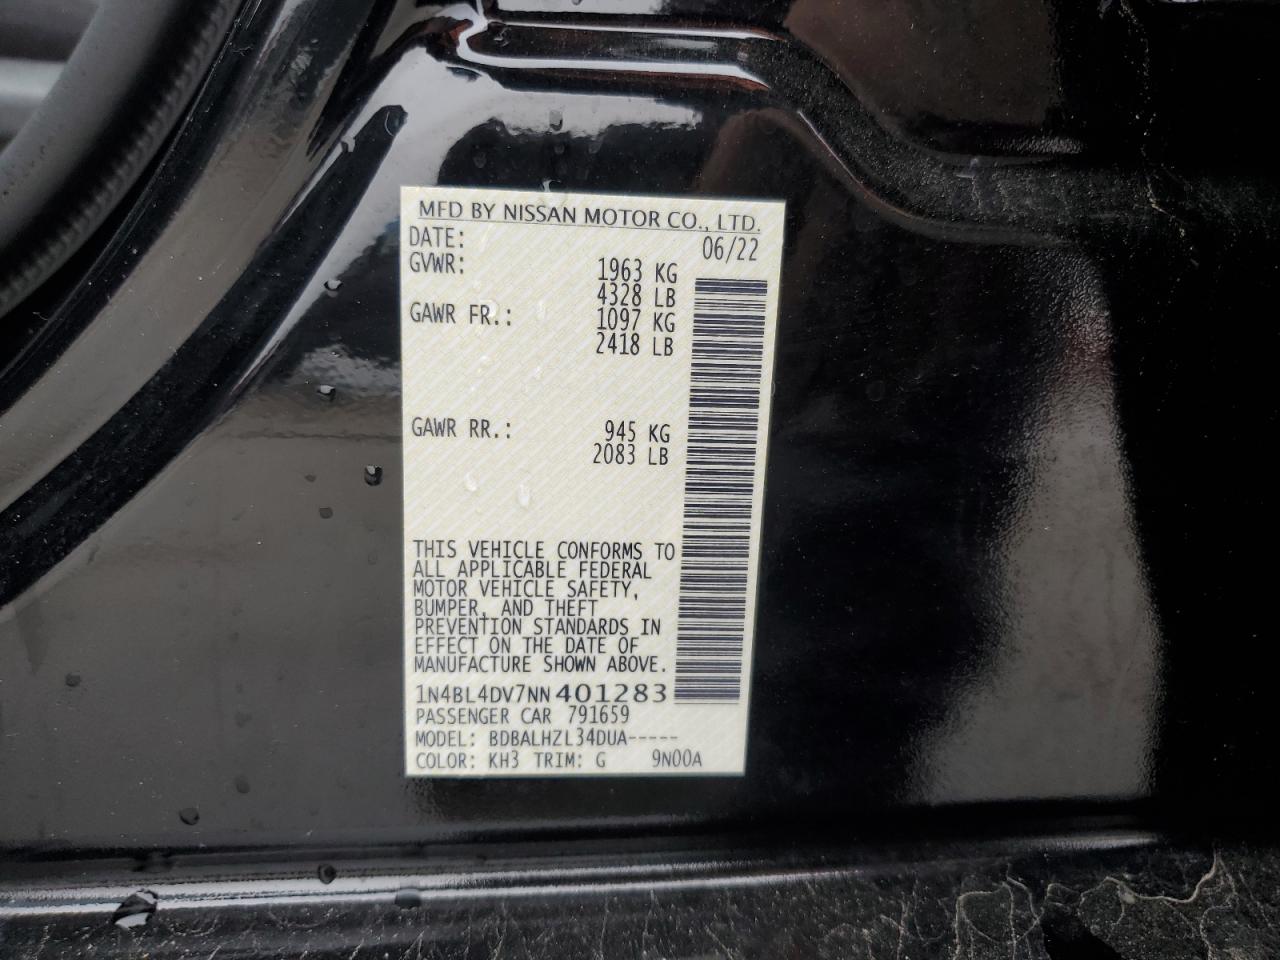 MFD BY NISSAN MOTOR CO., LTD.
DATE: 06/22
GVWR: 1963 KG
4328 LB
GAWR FR.: 1097 KG
2418 LB
GAWR RR.: 945 KG
2083 LB
THIS VEHICLE CONFORMS TO
ALL APPLICABLE FEDERAL
MOTOR VEHICLE SAFETY,
BUMPER, AND THEFT
PREVENTION STANDARDS IN
EFFECT ON THE DATE OF
MANUFACTURE SHOWN ABOVE.
1N4BL4DV7NN401283
PASSENGER CAR 791659
MODEL: BDBALHZL34DUA-----
COLOR: KH3 TRIM: G 9N00A